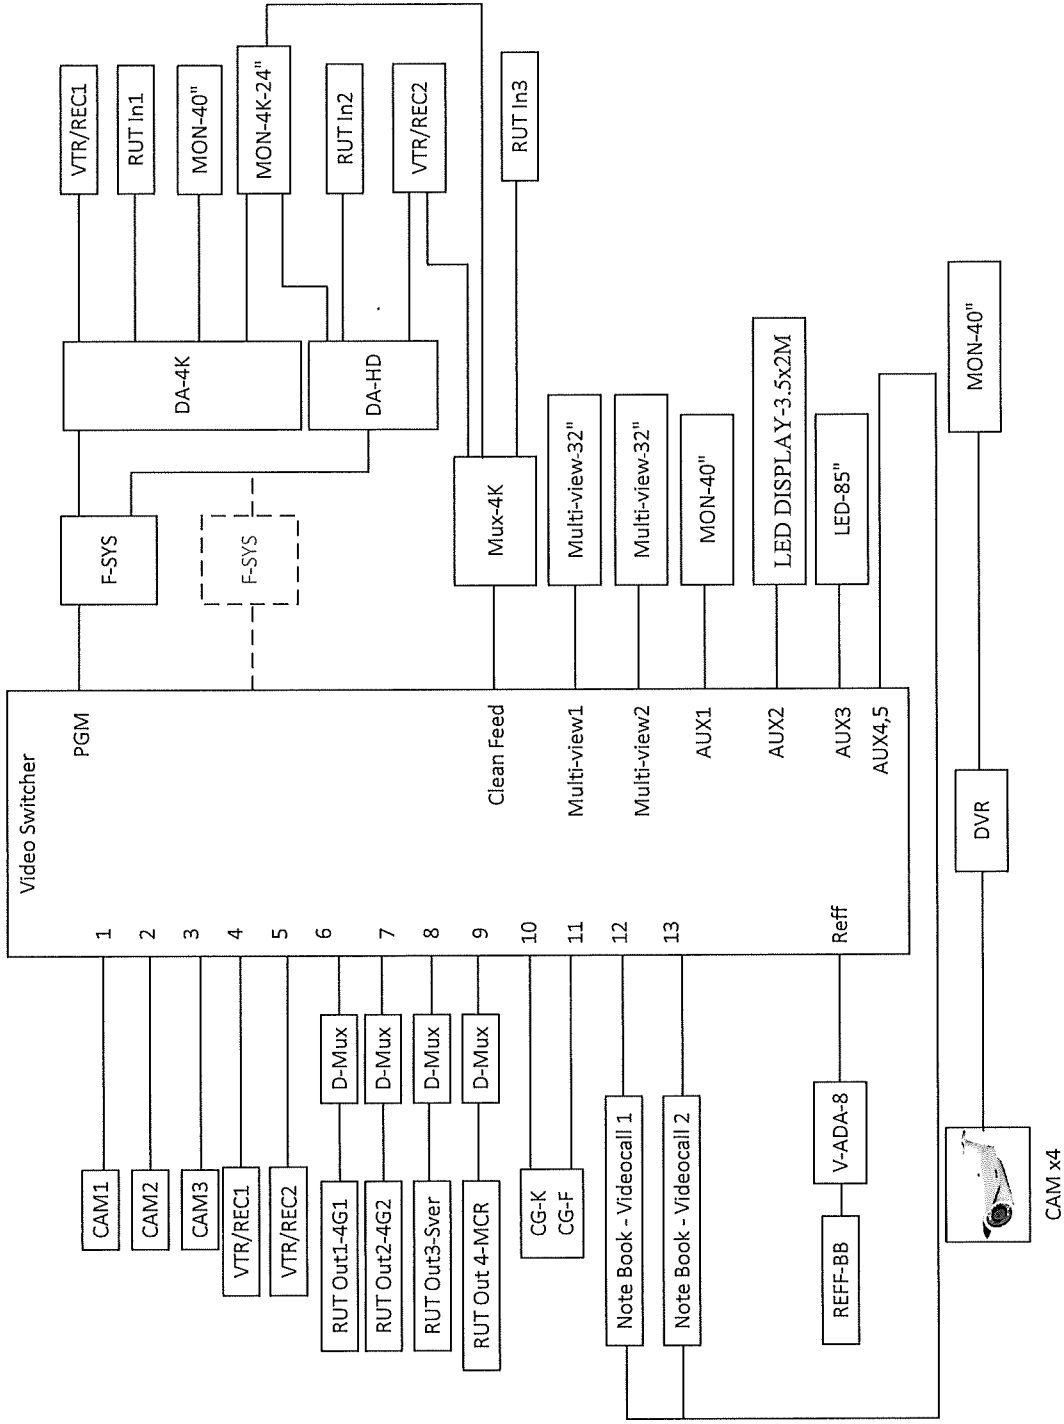 Video Switcher
CAM1
1
CAM2
2
CAM3
3
VTR/REC1
4
VTR/REC2
5
RUT Out1-4G1
D-Mux
6
RUT Out2-4G2
D-Mux
7
RUT Out3-Sver
D-Mux
8
RUT Out 4-MCR
D-Mux
9
CG-K
10
CG-F
11
Note Book - Videocall 1
12
Note Book - Videocall 2
13
REFF-BB
V-ADA-8
Reff
PGM
F-SYS
F-SYS
DA-4K
DA-HD
VTR/REC1
RUT In1
MON-40"
MON-4K-24"
RUT In2
VTR/REC2
RUT In3
Clean Feed
Mux-4K
Multi-view1
Multi-view-32"
Multi-view2
Multi-view-32"
AUX1
MON-40"
AUX2
LED DISPLAY-3.5x2M
AUX3
LED-85"
AUX4,5
CAM x4
DVR
MON-40"